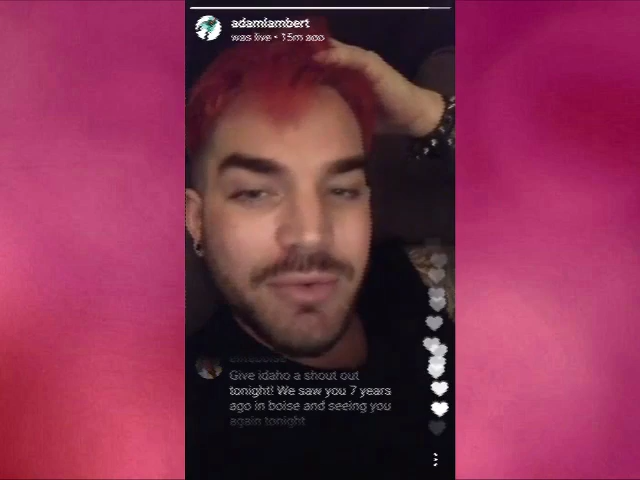 adamlambert
was live • 15m ago
Give idaho a shout out
tonight! We saw you 7 years
ago in boise and seeing you
again tonight